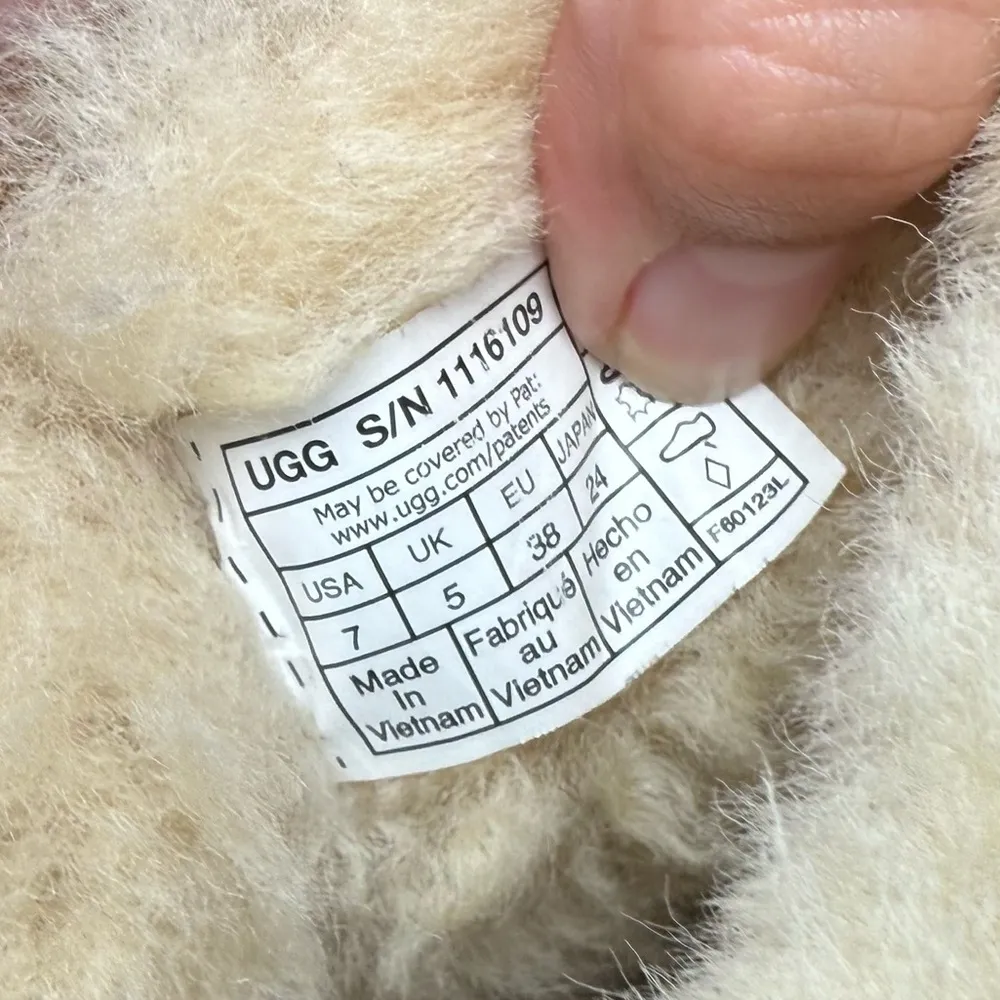 UGG S/N 1116109
May be covered by Pat:
www.ugg.com/patents
USA UK EU JAPAN
7 5 38 24
Made In Vietnam
Fabriqué au Vietnam
Hecho en Vietnam
F60123L